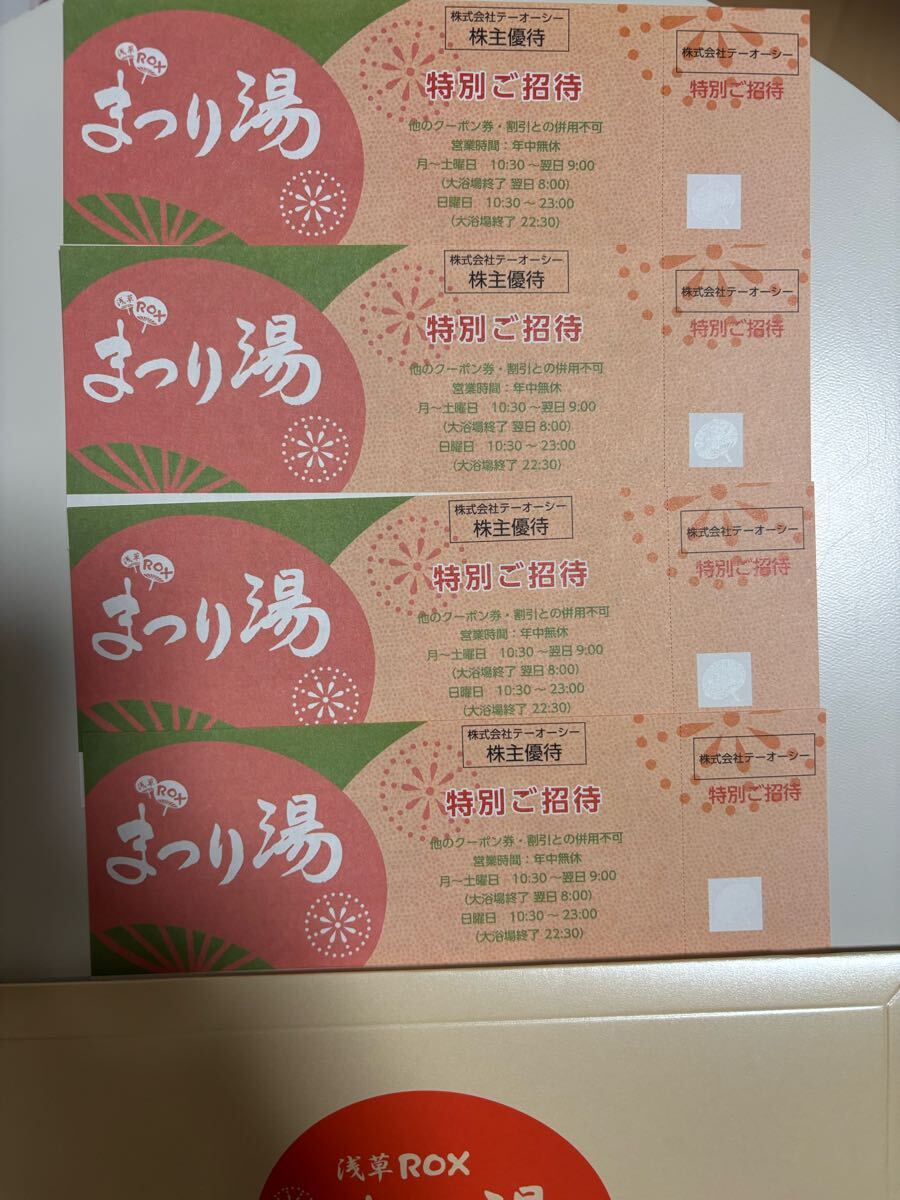 浅草ROX
まつり湯
株式会社テーオーシー
株主優待
特別ご招待
他のクーポン券・割引との併用不可
営業時間:年中無休
月〜土曜日 10:30〜翌日9:00
(大浴場終了 翌日8:00)
日曜日 10:30〜23:00
(大浴場終了 22:30)
株式会社テーオーシー
特別ご招待
浅草ROX
まつり湯
株式会社テーオーシー
株主優待
特別ご招待
他のクーポン券・割引との併用不可
営業時間:年中無休
月〜土曜日 10:30〜翌日9:00
(大浴場終了 翌日8:00)
日曜日 10:30〜23:00
(大浴場終了 22:30)
株式会社テーオーシー
特別ご招待
浅草ROX
まつり湯
株式会社テーオーシー
株主優待
特別ご招待
他のクーポン券・割引との併用不可
営業時間:年中無休
月〜土曜日 10:30〜翌日9:00
(大浴場終了 翌日8:00)
日曜日 10:30〜23:00
(大浴場終了 22:30)
株式会社テーオーシー
特別ご招待
浅草ROX
まつり湯
株式会社テーオーシー
株主優待
特別ご招待
他のクーポン券・割引との併用不可
営業時間:年中無休
月〜土曜日 10:30〜翌日9:00
(大浴場終了 翌日8:00)
日曜日 10:30〜23:00
(大浴場終了 22:30)
株式会社テーオーシー
特別ご招待
浅草ROX
まつり湯